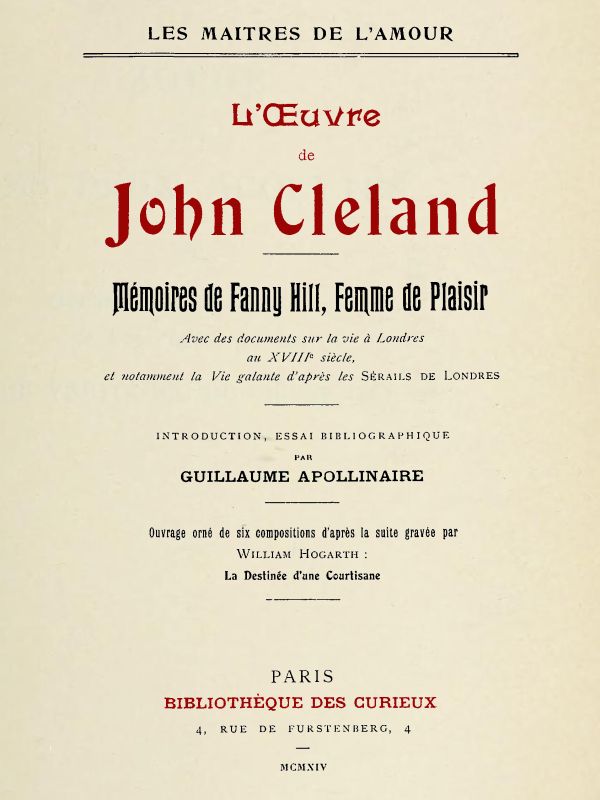 LES MAITRES DE L'AMOUR
L'Œuvre
de
John Cleland
Mémoires de Fanny Hill, Femme de Plaisir
Avec des documents sur la vie à Londres
au XVIIIe siècle,
et notamment la Vie galante d'après les SÉRAILS DE LONDRES
INTRODUCTION, ESSAI BIBLIOGRAPHIQUE
PAR
GUILLAUME APOLLINAIRE
Ouvrage orné de six compositions d'après la suite gravée par
WILLIAM HOGARTH :
La Destinée d'une Courtisane
PARIS
BIBLIOTHÈQUE DES CURIEUX
4, RUE DE FURSTENBERG, 4
MCMXIV